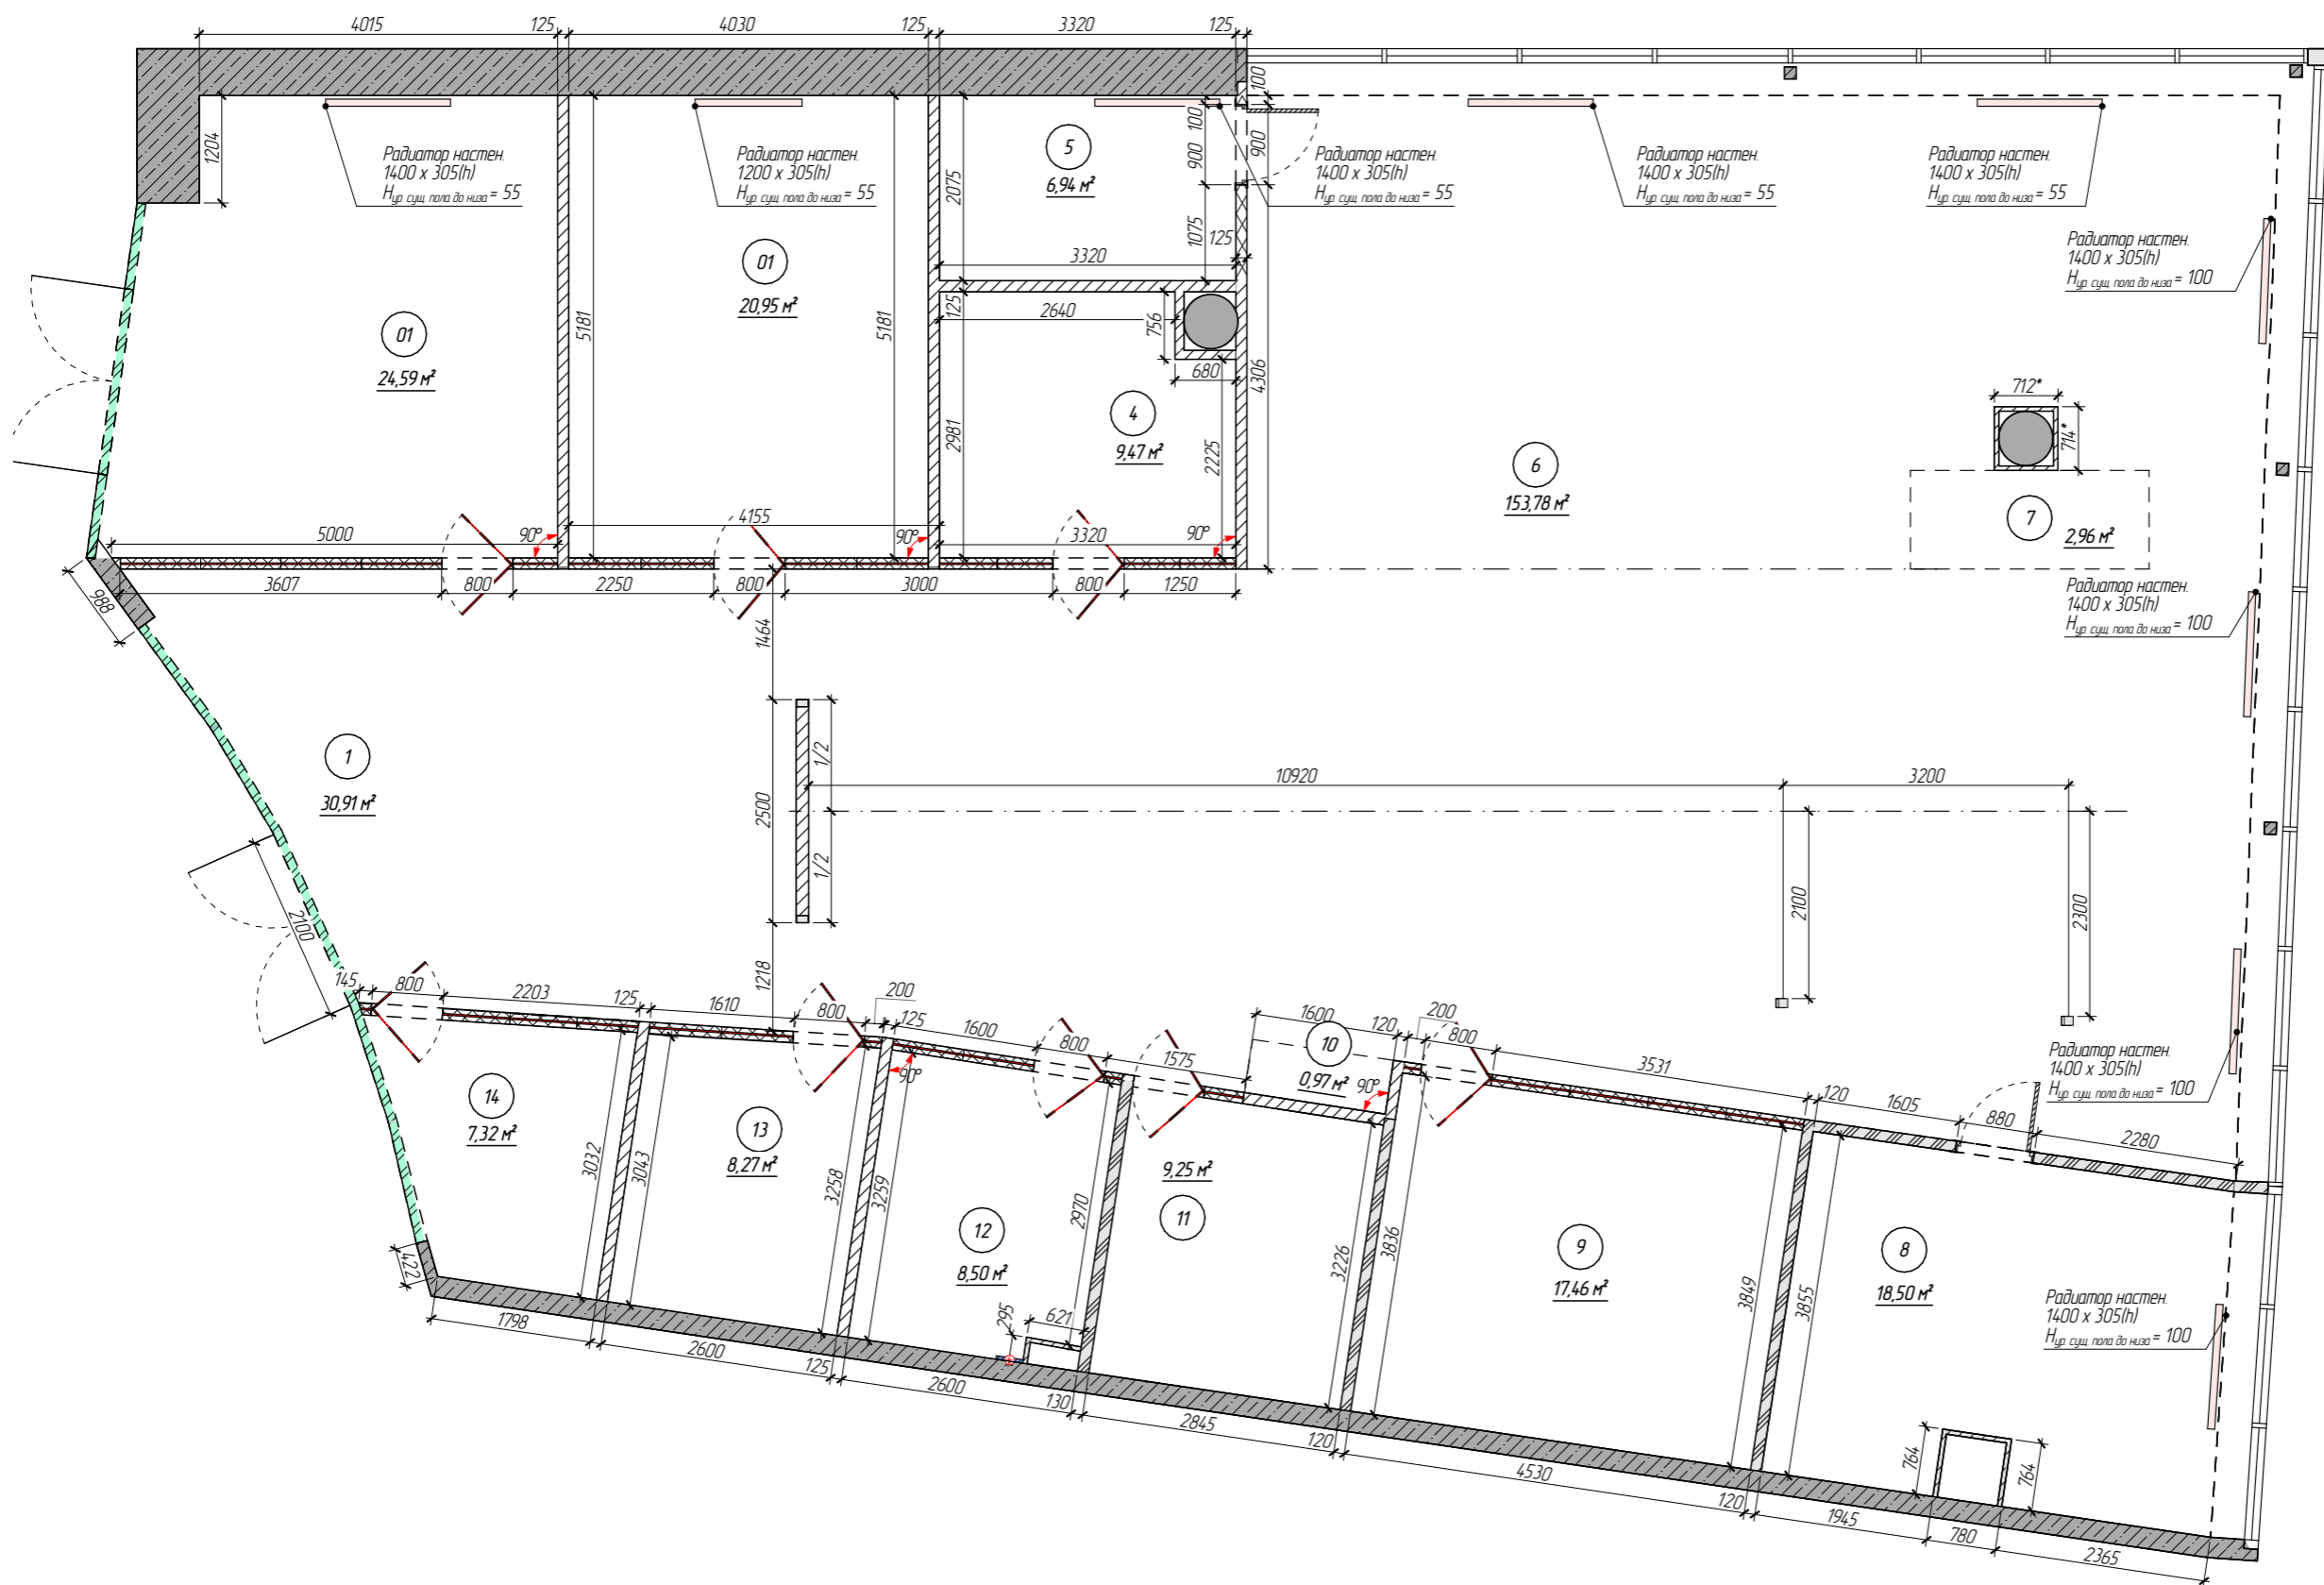 4015
125
4030
125
3320
125
100
1204
Радиатор настен.
1400 x 305(h)
Hур. сущ. пола до низа = 55
Радиатор настен.
1200 x 305(h)
Hур. сущ. пола до низа = 55
5
6,94 м²
2075
100
900
900
1075
125
3320
Радиатор настен.
1400 x 305(h)
Hур. сущ. пола до низа = 55
Радиатор настен.
1400 x 305(h)
Hур. сущ. пола до низа = 55
Радиатор настен.
1400 x 305(h)
Hур. сущ. пола до низа = 55
Радиатор настен.
1400 x 305(h)
Hур. сущ. пола до низа = 100
01
24,59 м²
5181
01
20,95 м²
5181
125
2640
756
680
4306
2981
4
9,47 м²
2225
6
153,78 м²
712*
714*
7
2,96 м²
5000
90°
4155
90°
3320
90°
3607
800
2250
800
3000
800
1250
988
1464
Радиатор настен.
1400 x 305(h)
Hур. сущ. пола до низа = 100
1
30,91 м²
1/2
2500
1/2
10920
3200
2100
2100
2300
1218
145
800
2203
125
1610
800
200
125
1600
800
1575
1600
120
200
800
3531
120
1605
880
2280
90°
10
0,97 м²
90°
Радиатор настен.
1400 x 305(h)
Hур. сущ. пола до низа = 100
14
7,32 м²
3032
3043
13
8,27 м²
3258
3259
12
8,50 м²
2970
9,25 м²
11
3226
3836
9
17,46 м²
3849
3855
8
18,50 м²
Радиатор настен.
1400 x 305(h)
Hур. сущ. пола до низа = 100
422
295
621
764
764
1798
2600
125
2600
130
2845
120
4530
120
1945
780
2365